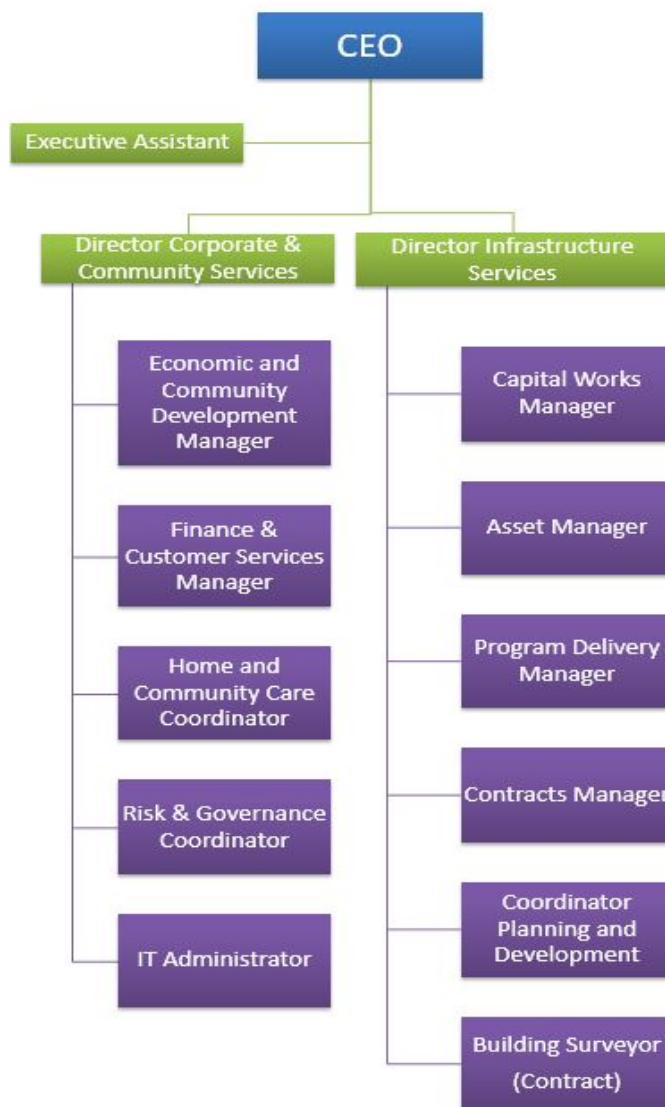 CEO
Executive Assistant
Director Corporate &
Community Services
Director Infrastructure
Services
Economic and
Community
Development
Manager
Finance &
Customer Services
Manager
Home and
Community Care
Coordinator
Risk & Governance
Coordinator
IT Administrator
Capital Works
Manager
Asset Manager
Program Delivery
Manager
Contracts Manager
Coordinator
Planning and
Development
Building Surveyor
(Contract)